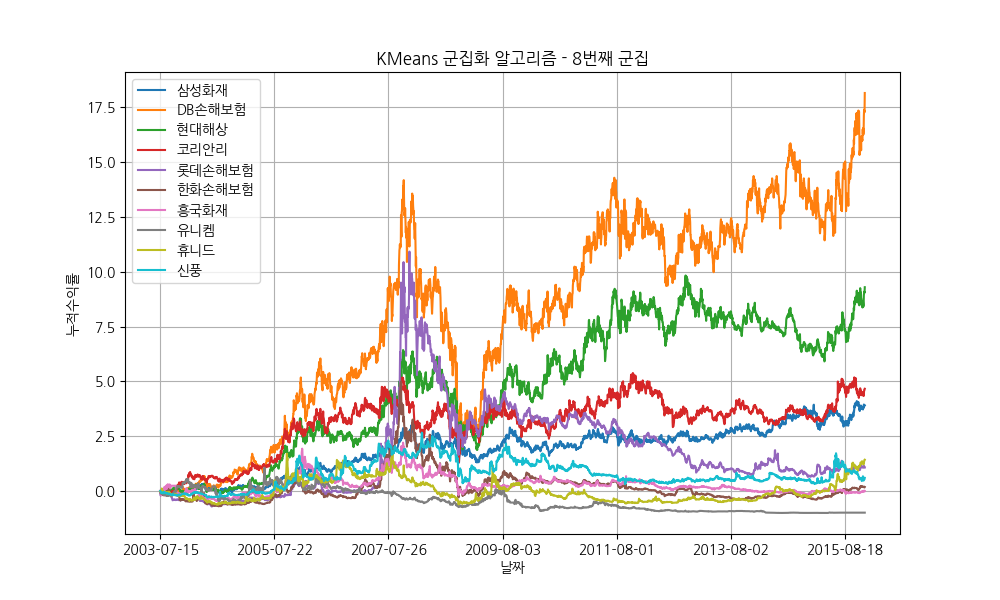 KMeans 군집화 알고리즘 - 8번째 군집
삼성화재
DB손해보험
현대해상
코리안리
롯데손해보험
한화손해보험
흥국화재
유니켐
휴니드
신풍
누적수익률
17.5
15.0
12.5
10.0
7.5
5.0
2.5
0.0
2003-07-15 2005-07-22 2007-07-26 2009-08-03 2011-08-01 2013-08-02 2015-08-18
날짜